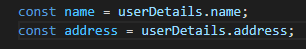 const name = userDetails.name;
const address = userDetails.address;